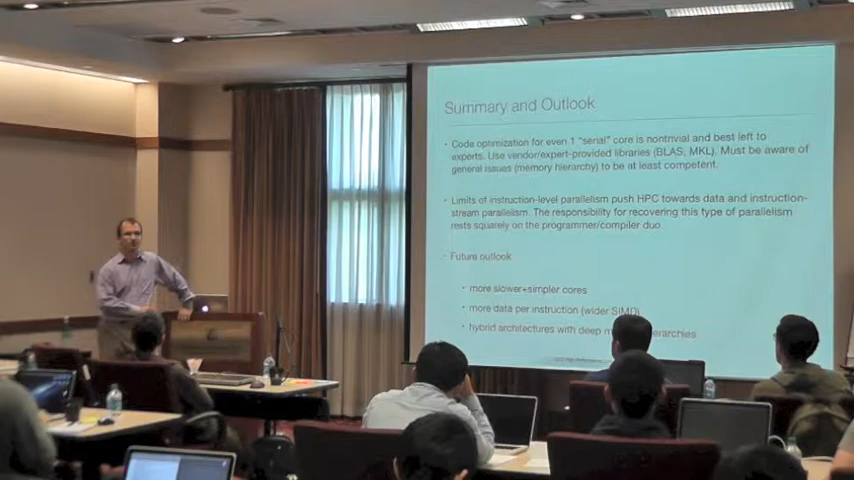 Summary and Outlook
• Code optimization for even 1 "serial" core is nontrivial and best left to
experts. Use vendor/expert-provided libraries (BLAS, MKL). Must be aware of
general issues (memory hierarchy) to be at least competent.
• Limits of instruction-level parallelism push HPC towards data and instruction-
stream parallelism. The responsibility for recovering this type of parallelism
rests squarely on the programmer/compiler duo
• Future outlook
• more slower+simpler cores
• more data per instruction (wider SIMD)
• hybrid architectures with deep erarchies